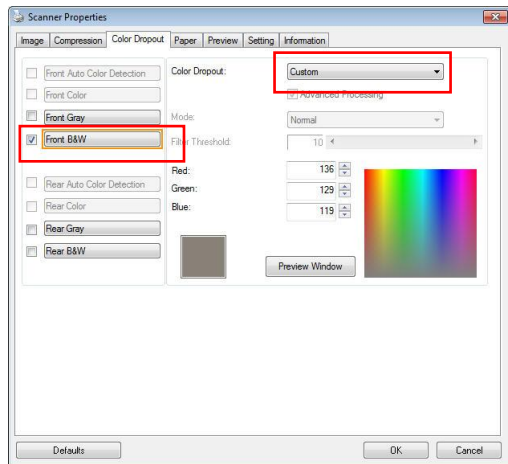 Scanner Properties
Image Compression Color Dropout Paper Preview Setting Information
Front Auto Color Detection
Front Color
Front Gray
Front B&W
Rear Auto Color Detection
Rear Color
Rear Gray
Rear B&W
Color Dropout: Custom
Advanced Processing
Mode: Normal
Filter Threshold: 10
Red: 136
Green: 129
Blue: 119
Preview Window
Defaults OK Cancel